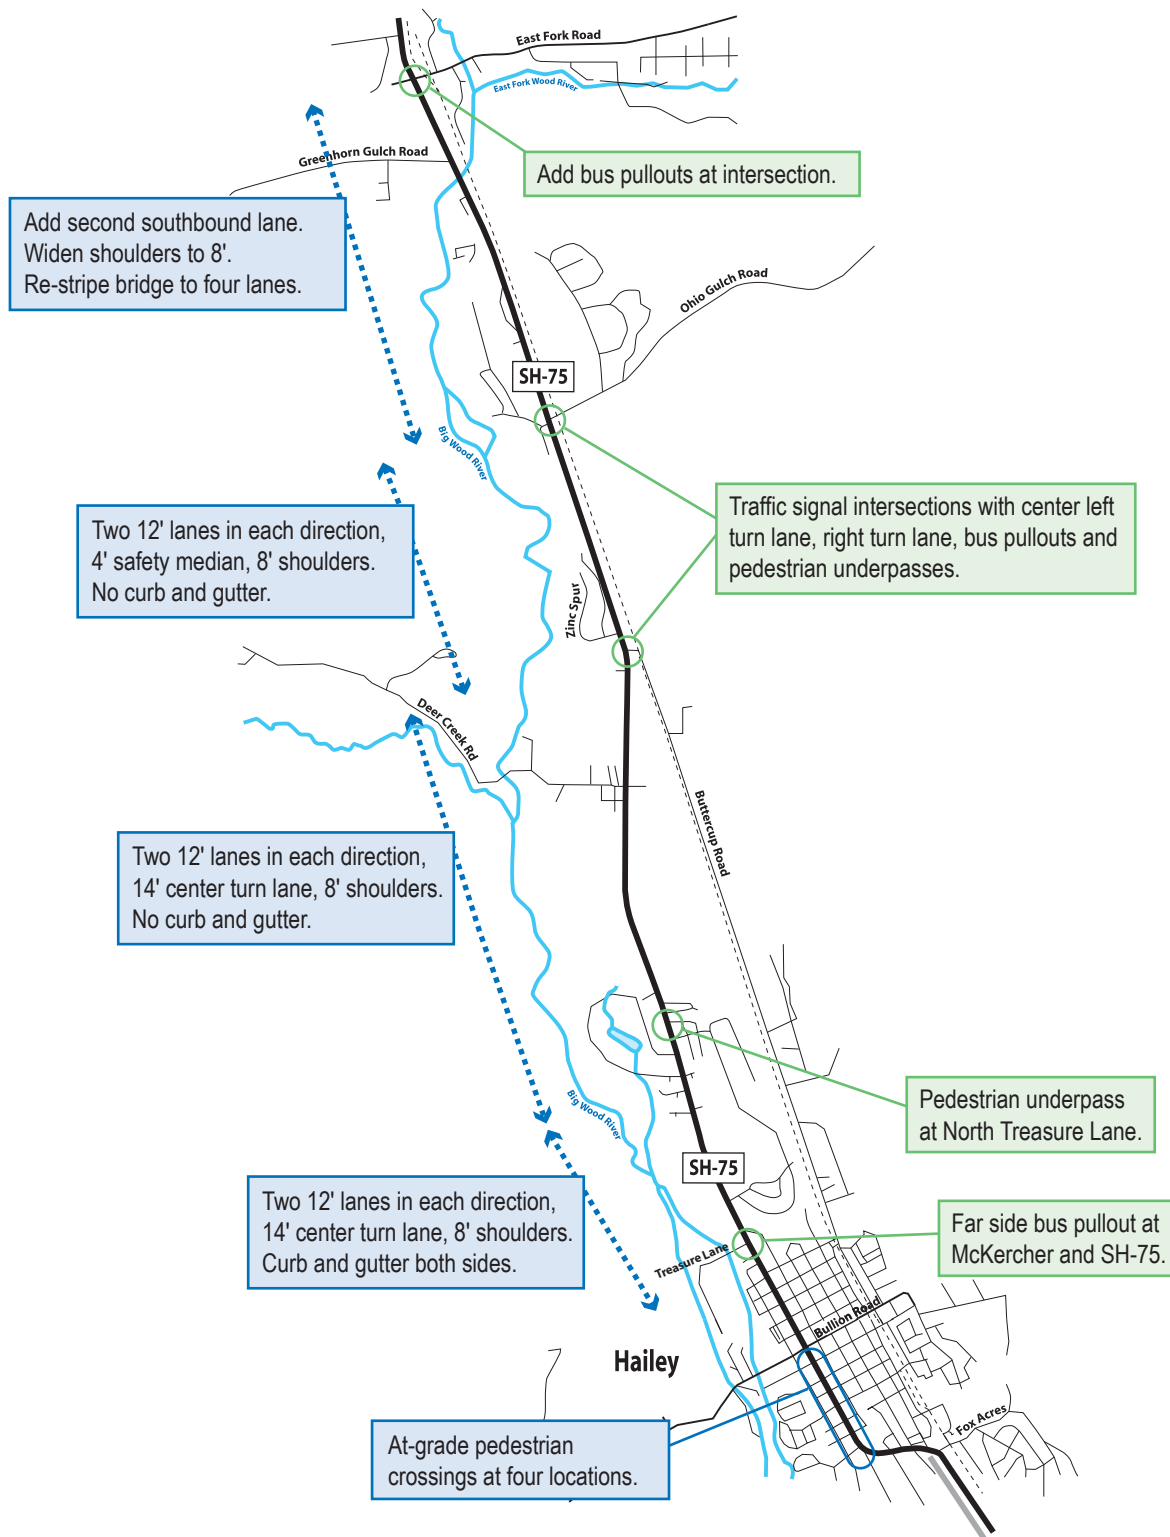 East Fork Road
East Fork Wood River
Greenhorn Gulch Road
Add bus pullouts at intersection.
Add second southbound lane.
Widen shoulders to 8'.
Re-stripe bridge to four lanes.
Ohio Gulch Road
SH-75
Big Wood River
Traffic signal intersections with center left
turn lane, right turn lane, bus pullouts and
pedestrian underpasses.
Two 12' lanes in each direction,
4' safety median, 8' shoulders.
No curb and gutter.
Zinc Spur
Deer Creek Rd
Buttercup Road
Two 12' lanes in each direction,
14' center turn lane, 8' shoulders.
No curb and gutter.
Big Wood River
Pedestrian underpass
at North Treasure Lane.
SH-75
Two 12' lanes in each direction,
14' center turn lane, 8' shoulders.
Curb and gutter both sides.
Far side bus pullout at
McKercher and SH-75.
Treasure Lane
Bullion Road
Hailey
Fox Acres
At-grade pedestrian
crossings at four locations.